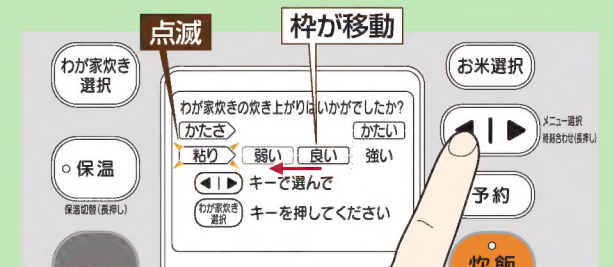 点滅
枠が移動
わが家炊き
選択
お米選択
わが家炊きの炊き上がりはいかがでしたか?
かたさ かたい
粘り 弱い 良い 強い
◀|▶ キーで選んで
わが家炊き
選択 キーを押してください
保温
保温切替(長押し)
◀|▶
メニュー選択
時刻合わせ(長押し)
予約
炊飯